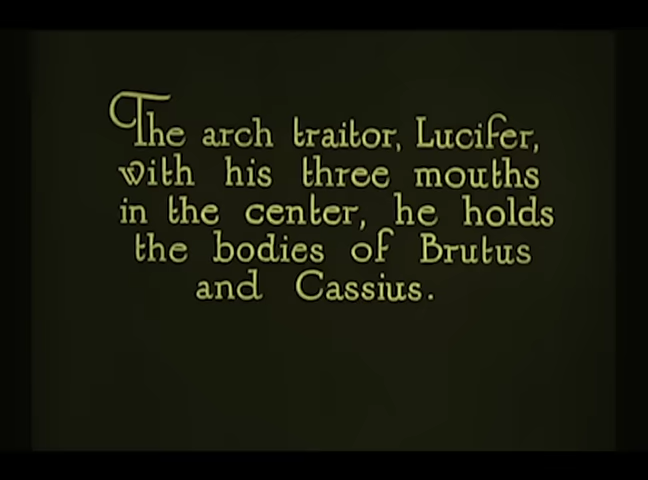 The arch traitor, Lucifer,
with his three mouths
in the center, he holds
the bodies of Brutus
and Cassius.